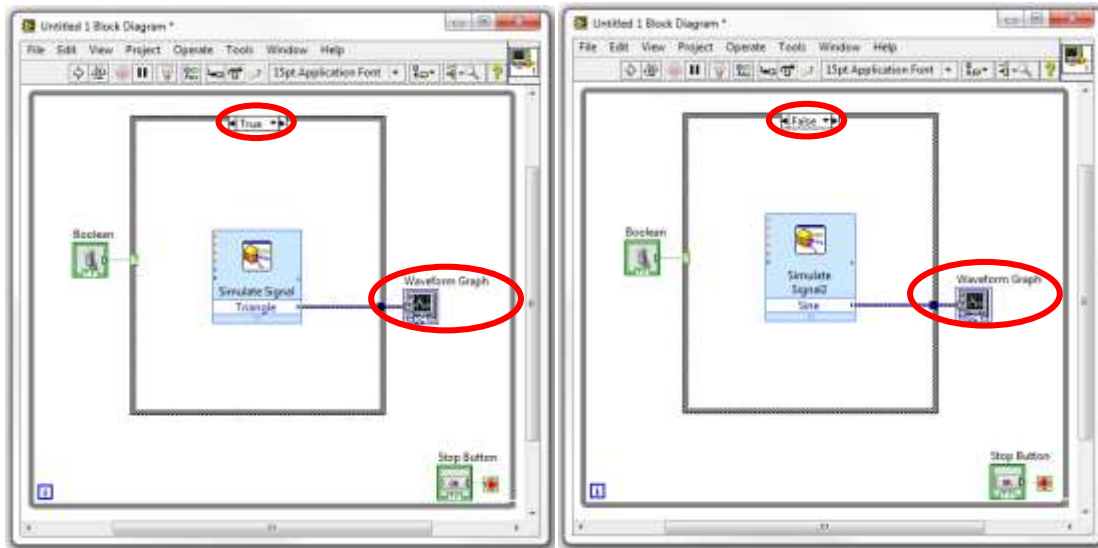 Untitled 1 Block Diagram *
File Edit View Project Operate Tools Window Help
15pt Application Font
True
Boolean
Simulate Signal
Triangle
Waveform Graph
Stop Button
i
Untitled 1 Block Diagram *
File Edit View Project Operate Tools Window Help
15pt Application Font
False
Boolean
Simulate
Signal2
Sine
Waveform Graph
Stop Button
i